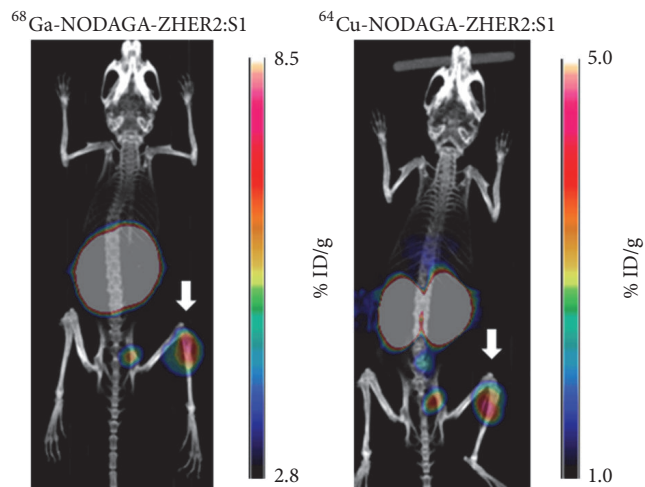 ⁶⁸Ga-NODAGA-ZHER2:S1
8.5
% ID/g
2.8
⁶⁴Cu-NODAGA-ZHER2:S1
5.0
% ID/g
1.0